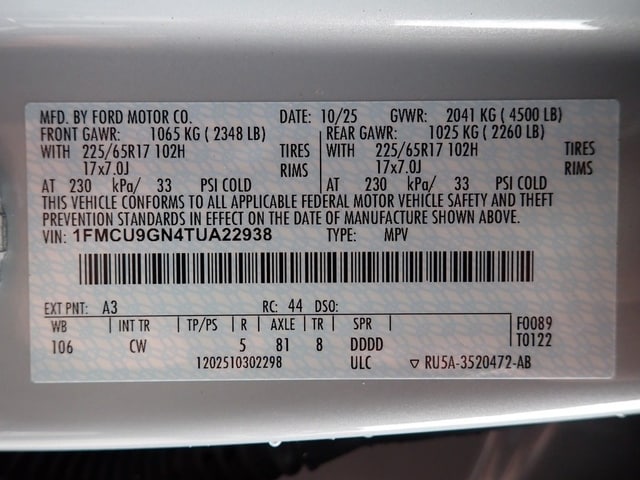 MFD. BY FORD MOTOR CO. DATE: 10/25 GVWR: 2041 KG ( 4500 LB)
FRONT GAWR: 1065 KG ( 2348 LB) REAR GAWR: 1025 KG ( 2260 LB)
WITH 225/65R17 102H TIRES WITH 225/65R17 102H TIRES
17x7.0J RIMS 17x7.0J RIMS
AT 230 kPa/ 33 PSI COLD AT 230 kPa/ 33 PSI COLD
THIS VEHICLE CONFORMS TO ALL APPLICABLE FEDERAL MOTOR VEHICLE SAFETY AND THEFT
PREVENTION STANDARDS IN EFFECT ON THE DATE OF MANUFACTURE SHOWN ABOVE.
VIN: 1FMCU9GN4TUA22938 TYPE: MPV
EXT PNT: A3 RC: 44 DSO:
WB INT TR TP/PS R AXLE TR SPR F0089
106 CW 5 81 8 DDDD T0122
1202510302298 ULC ▽ RU5A-3520472-AB